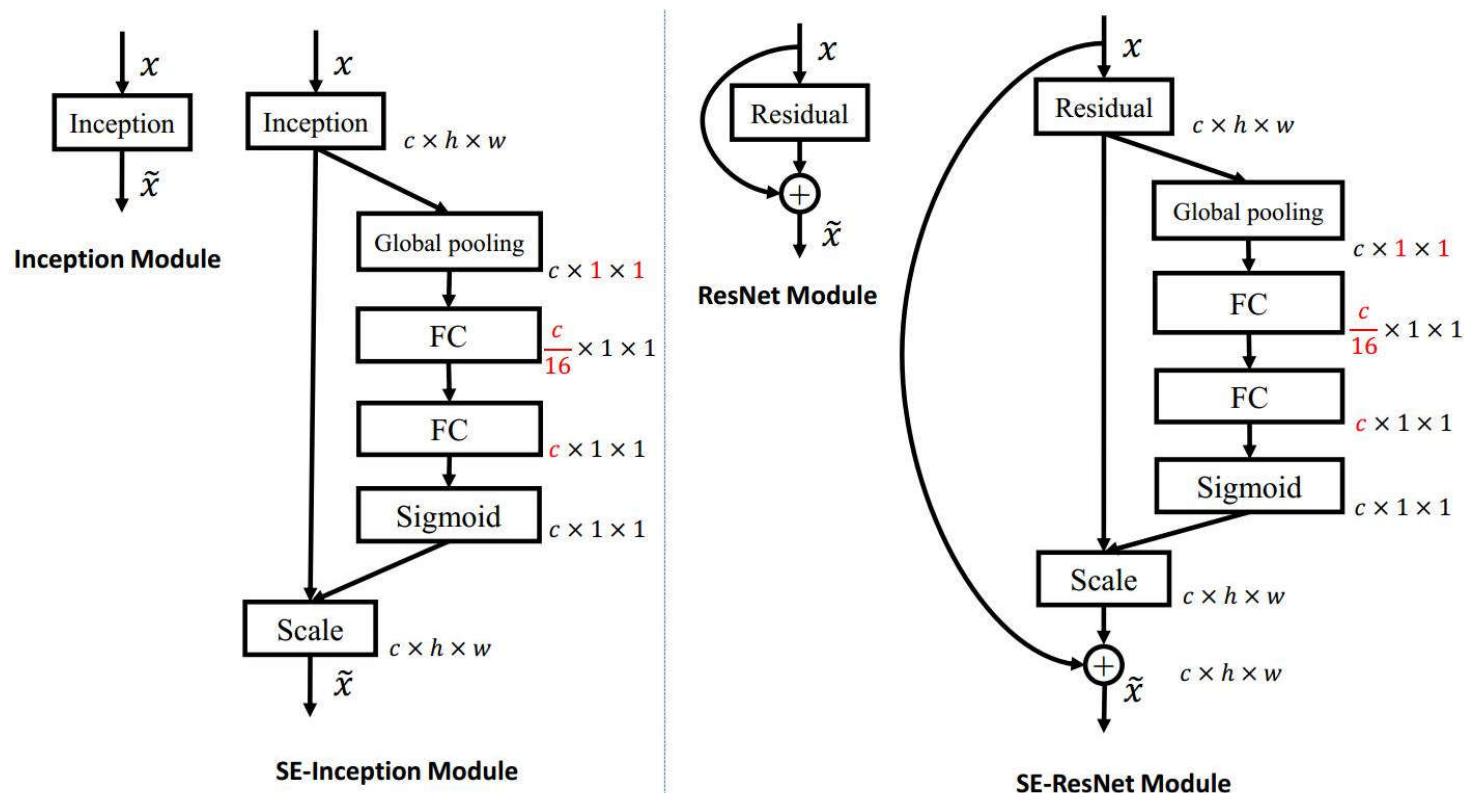 x
Inception
x̃
Inception Module
x
Inception
c × h × w
Global pooling
c × 1 × 1
FC
c/16 × 1 × 1
FC
c × 1 × 1
Sigmoid
c × 1 × 1
Scale
c × h × w
x̃
SE-Inception Module
x
Residual
+
x̃
ResNet Module
x
Residual
c × h × w
Global pooling
c × 1 × 1
FC
c/16 × 1 × 1
FC
c × 1 × 1
Sigmoid
c × 1 × 1
Scale
c × h × w
+
c × h × w
x̃
SE-ResNet Module